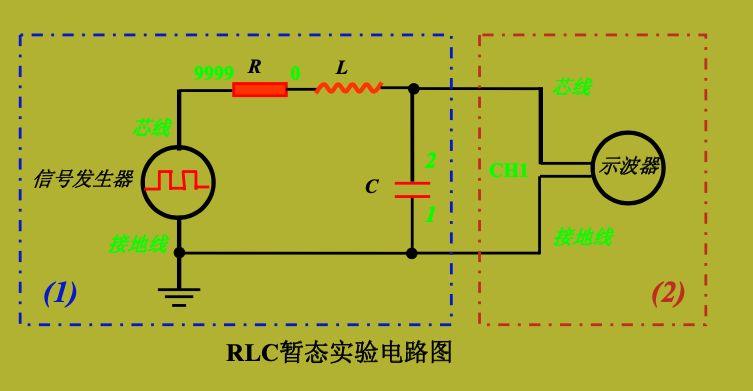 9999 R 0 L
芯线
芯线
信号发生器
C
2
1
CH1
示波器
接地线
接地线
(1)
(2)
RLC暂态实验电路图